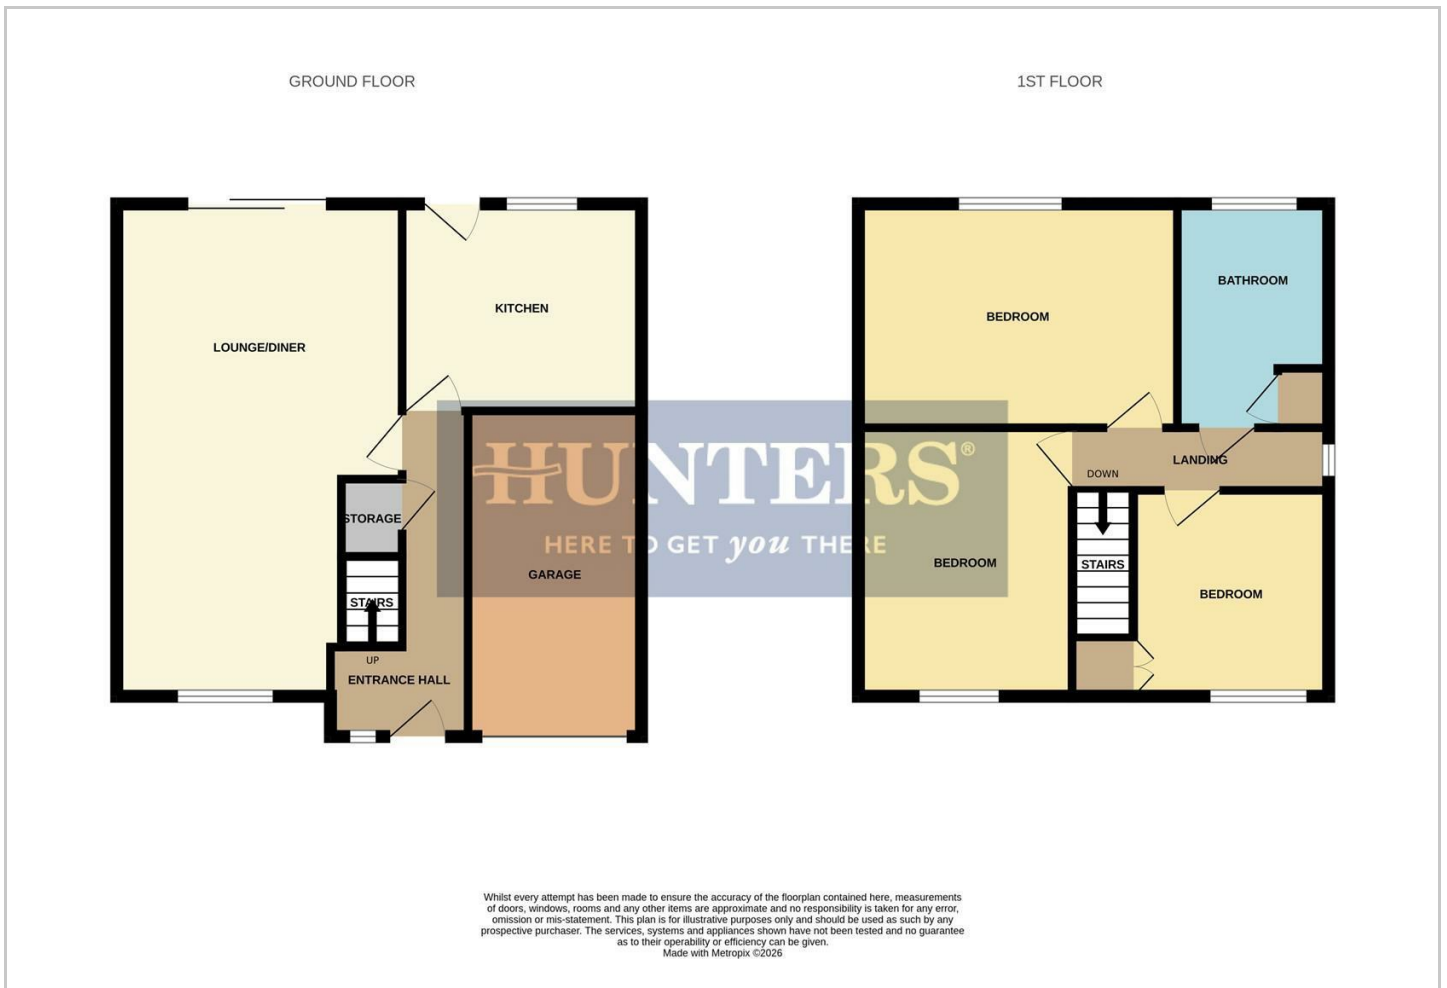 GROUND FLOOR
1ST FLOOR
LOUNGE/DINER
KITCHEN
STORAGE
STAIRS
UP
ENTRANCE HALL
GARAGE
BEDROOM
BATHROOM
LANDING
DOWN
BEDROOM
STAIRS
BEDROOM
HUNTERS®
HERE TO GET you THERE
Whilst every attempt has been made to ensure the accuracy of the floorplan contained here, measurements
of doors, windows, rooms and any other items are approximate and no responsibility is taken for any error,
omission or mis-statement. This plan is for illustrative purposes only and should be used as such by any
prospective purchaser. The services, systems and appliances shown have not been tested and no guarantee
as to their operability or efficiency can be given.
Made with Metropix ©2026